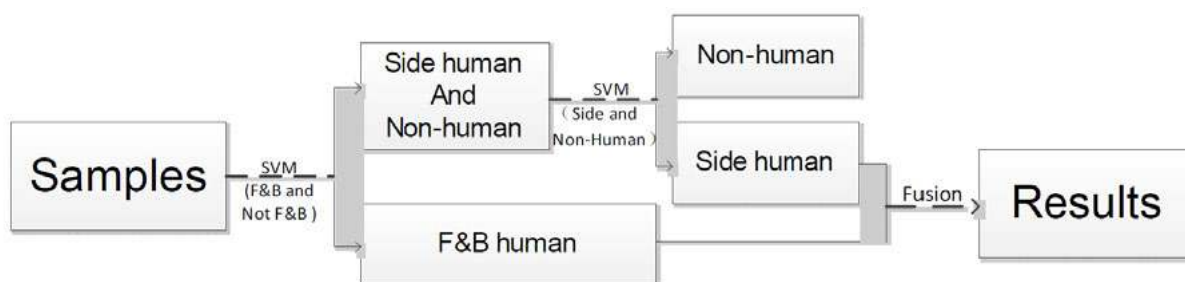 Samples
SVM
(F&B and
Not F&B)
Side human
And
Non-human
F&B human
SVM
(Side and
Non-Human)
Non-human
Side human
Fusion
Results